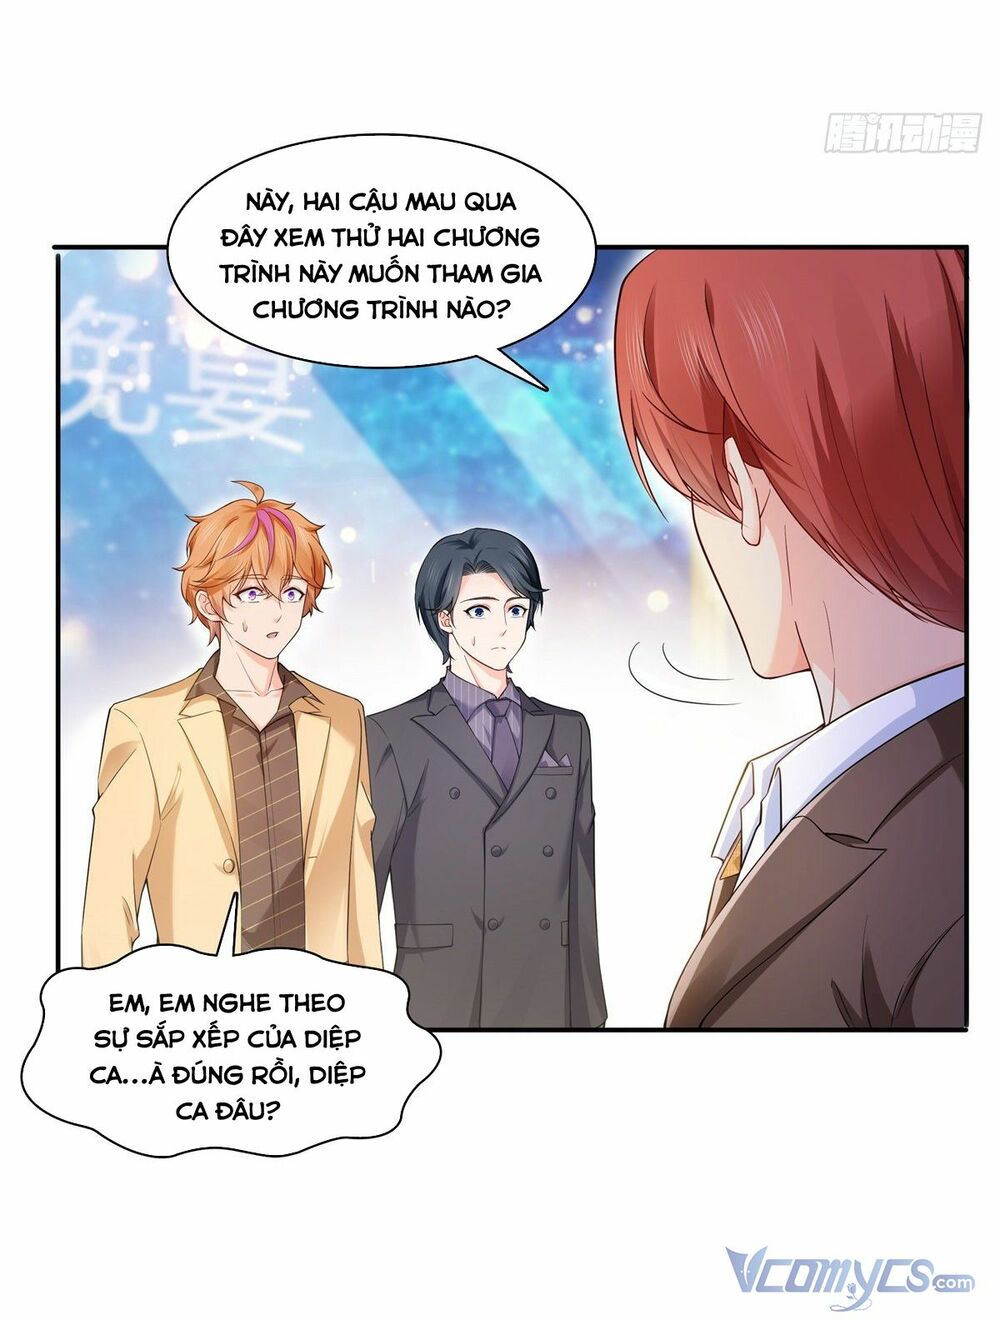 腾讯动漫
NÀY, HAI CẬU MAU QUA
ĐÂY XEM THỬ HAI CHƯƠNG
TRÌNH NÀY MUỐN THAM GIA
CHƯƠNG TRÌNH NÀO?
晚宴
EM, EM NGHE THEO
SỰ SẮP XẾP CỦA DIỆP
CA...À ĐÚNG RỒI, DIỆP
CA ĐÂU?
Vcomycs.com